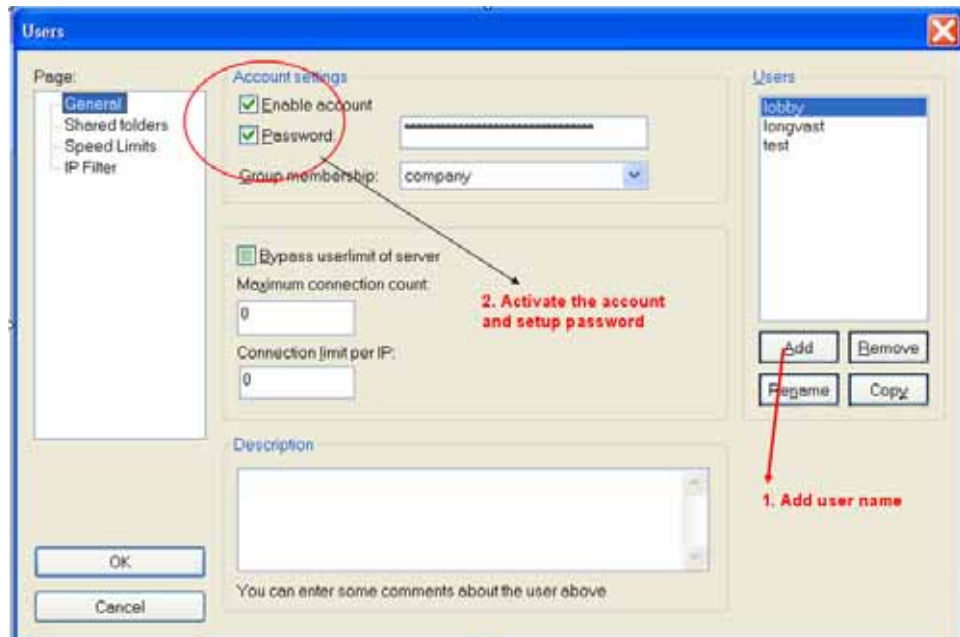 Users
Page:
General
Shared folders
Speed Limits
IP Filter
Account settings
Enable account
Password:
Group membership:
company
Bypass userlimit of server
Maximum connection count:
0
Connection limit per IP:
0
2. Activate the account
and setup password
Description
You can enter some comments about the user above
Users
lobby
longvast
test
Add
Remove
Rename
Copy
1. Add user name
OK
Cancel